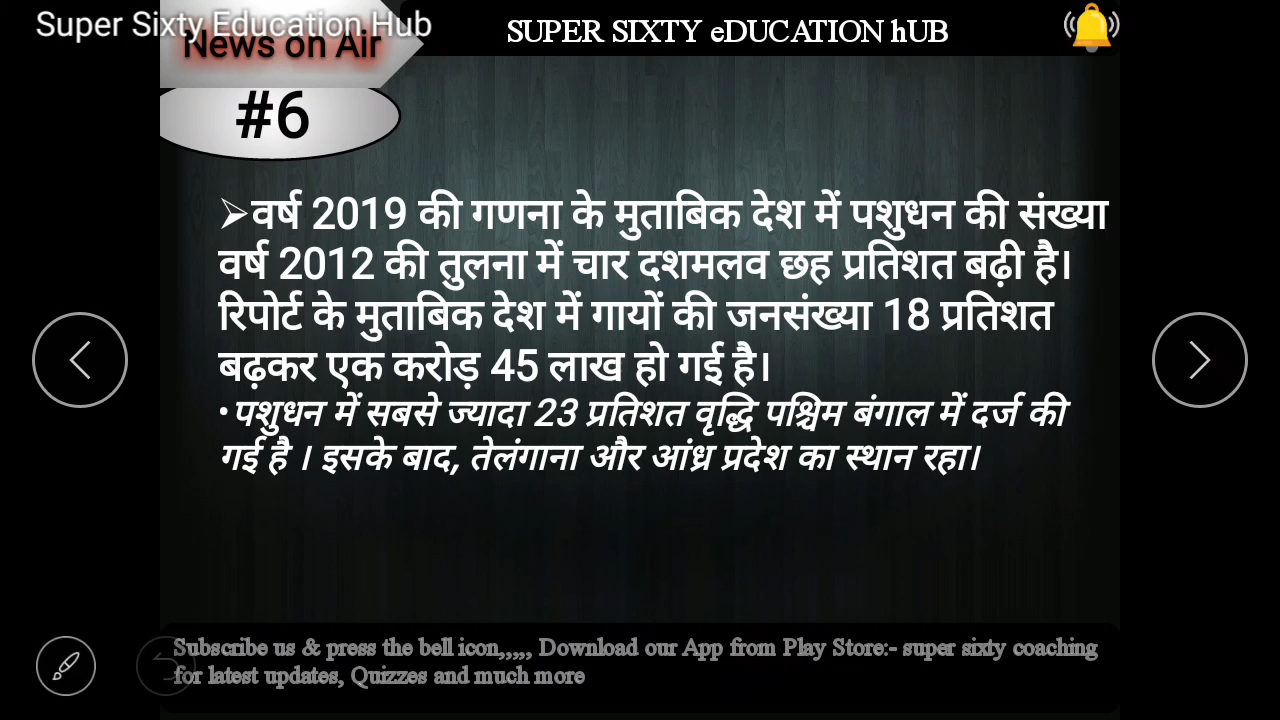 Super Sixty Education Hub
News on Air
SUPER SIXTY eDUCATION hUB
#6
➢वर्ष 2019 की गणना के मुताबिक देश में पशुधन की संख्या
वर्ष 2012 की तुलना में चार दशमलव छह प्रतिशत बढ़ी है।
रिपोर्ट के मुताबिक देश में गायों की जनसंख्या 18 प्रतिशत
बढ़कर एक करोड़ 45 लाख हो गई है।
•पशुधन में सबसे ज्यादा 23 प्रतिशत वृद्धि पश्चिम बंगाल में दर्ज की
गई है । इसके बाद, तेलंगाना और आंध्र प्रदेश का स्थान रहा।
Subscribe us & press the bell icon,,,,, Download our App from Play Store:- super sixty coaching
for latest updates, Quizzes and much more